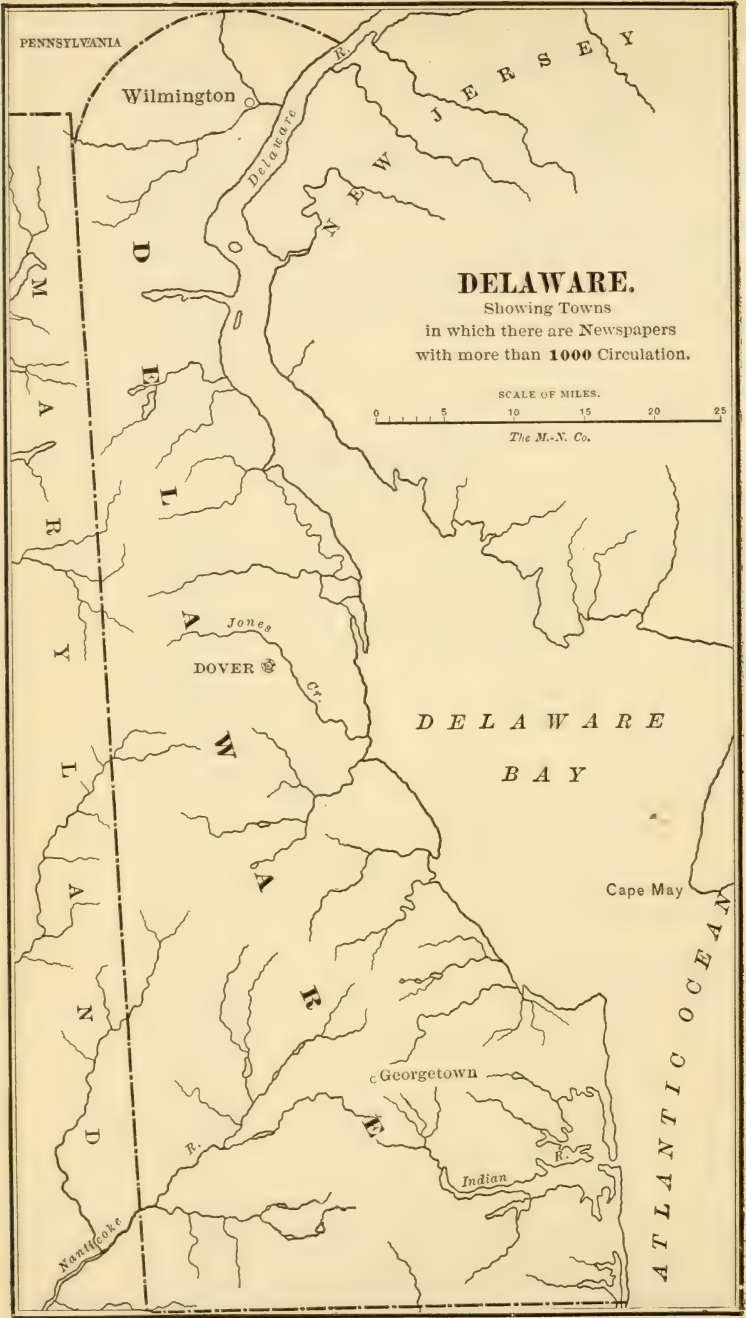 PENNSYLVANIA
Wilmington
Delaware R.
NEW JERSEY
DELAWARE.
Showing Towns
in which there are Newspapers
with more than 1000 Circulation.
SCALE OF MILES.
0 5 10 15 20 25
The M.-N. Co.
MARYLAND
DELAWARE
Jones Cr.
DOVER
DELAWARE
BAY
Cape May
ATLANTIC OCEAN
Georgetown
Indian R.
Nanticoke R.